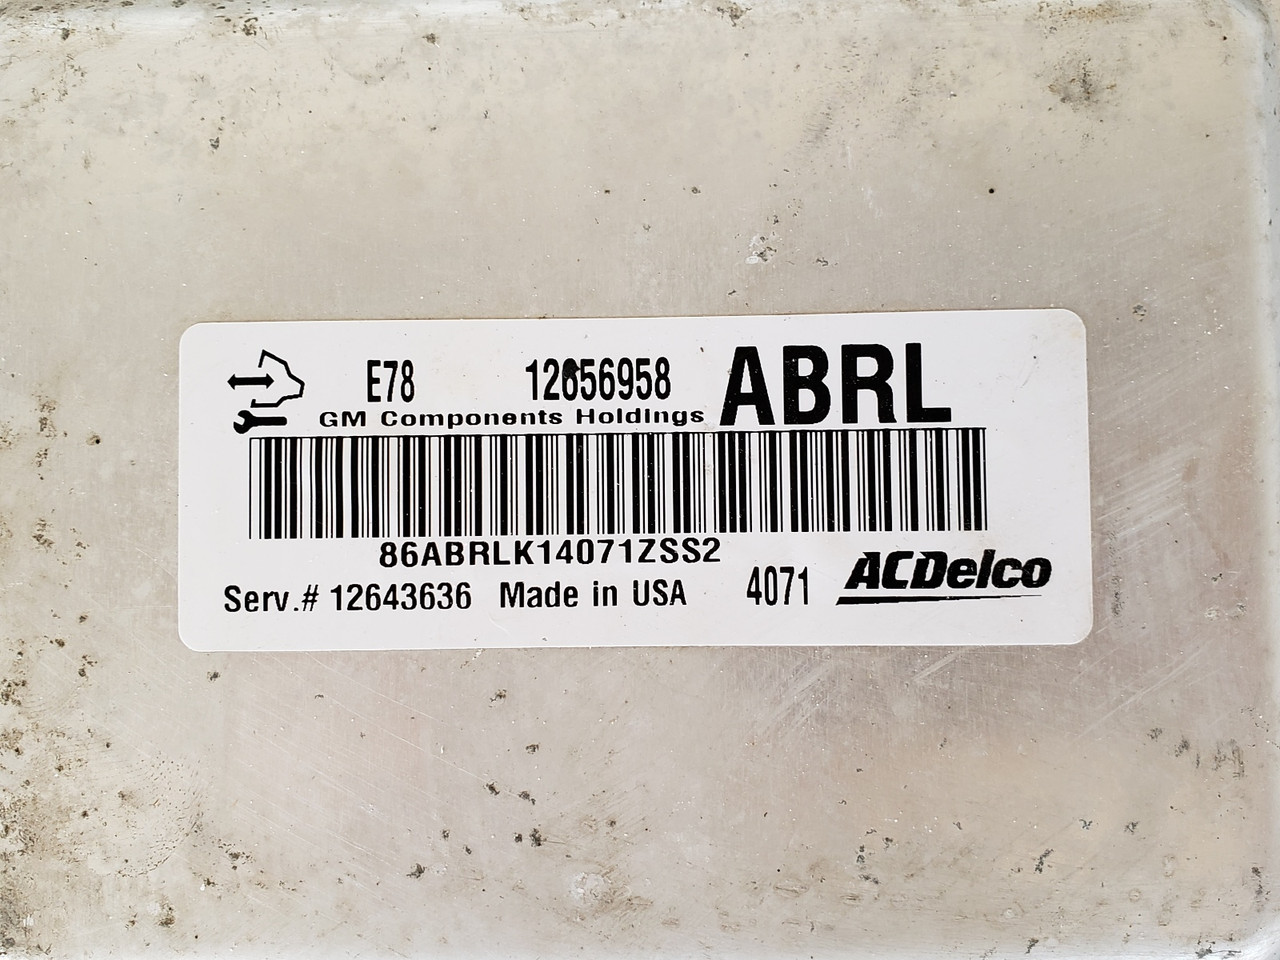 E78 12656958 ABRL
GM Components Holdings
86ABRLK14071ZSS2
Serv.# 12643636 Made in USA 4071 ACDelco